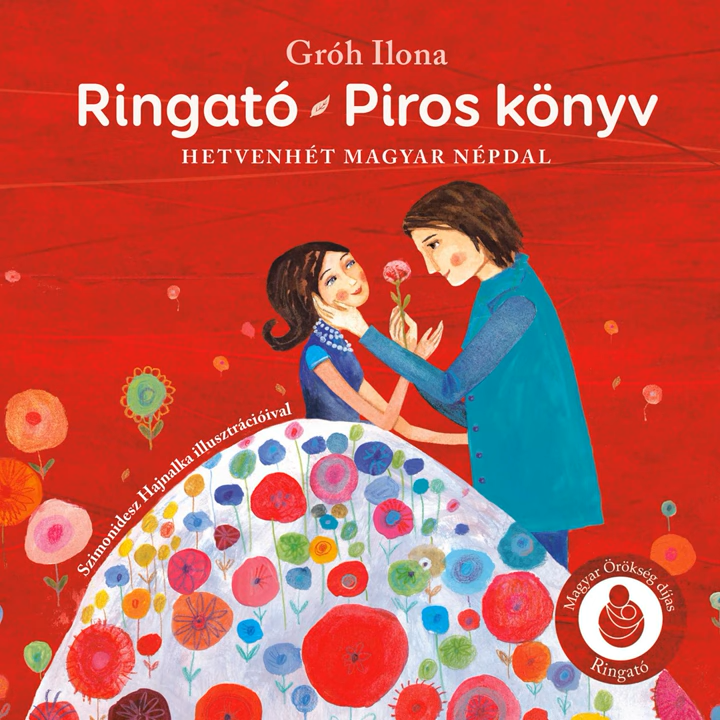 Gróh Ilona
Ringató Piros könyv
HETVENHÉT MAGYAR NÉPDAL
Szimonidesz Hajnalka illusztrációival
Magyar Örökség díjas
Ringató